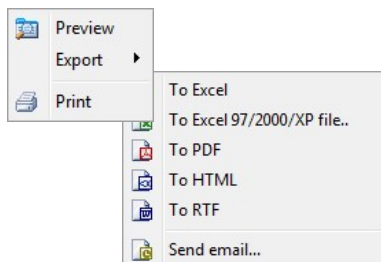 Preview
Export
Print
To Excel
To Excel 97/2000/XP file..
To PDF
To HTML
To RTF
Send email...